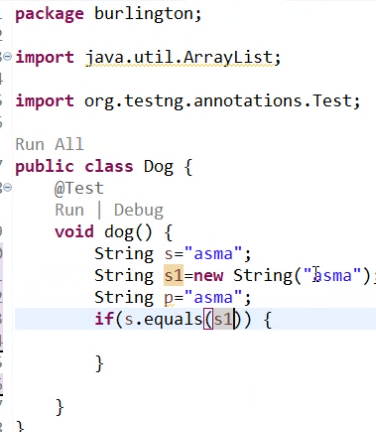 package burlington;
import java.util.ArrayList;
import org.testng.annotations.Test;
Run All
public class Dog {
@Test
Run | Debug
void dog() {
String s="asma";
String s1=new String("asma");
String p="asma";
if(s.equals(s1)) {
}
}
}